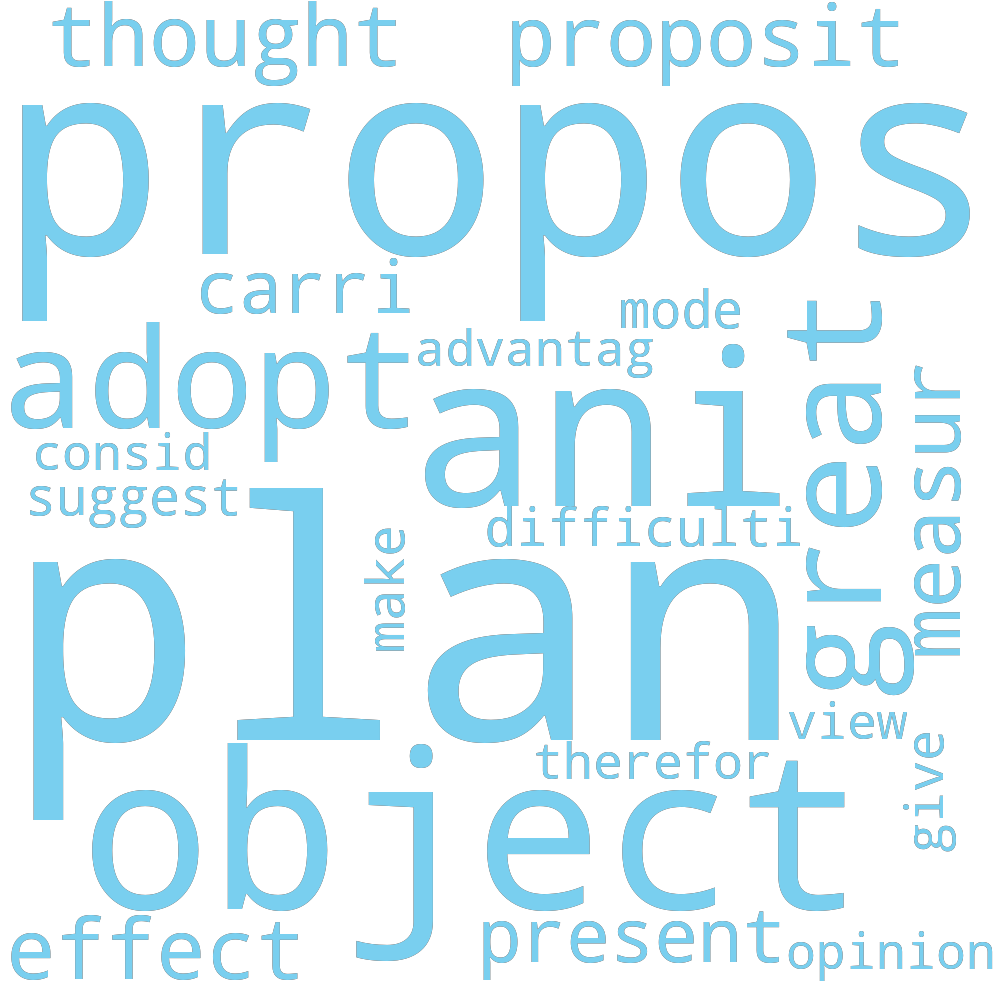 thought
proposit
propos
carri
mode
adopt
advantag
great
ani
measur
consid
suggest
difficulti
make
plan
view
therefor
give
object
effect
present
opinion